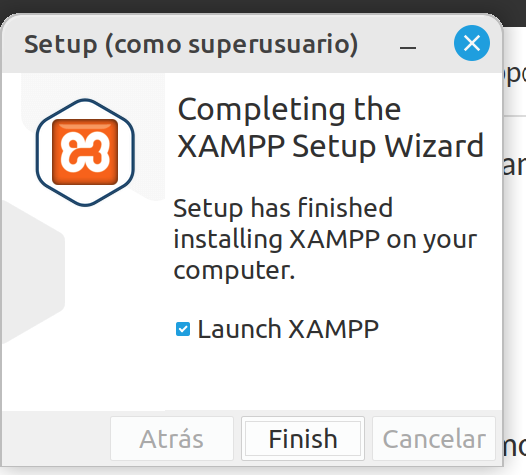 Setup (como superusuario)
Completing the
XAMPP Setup Wizard
Setup has finished
installing XAMPP on your
computer.
Launch XAMPP
Atrás
Finish
Cancelar